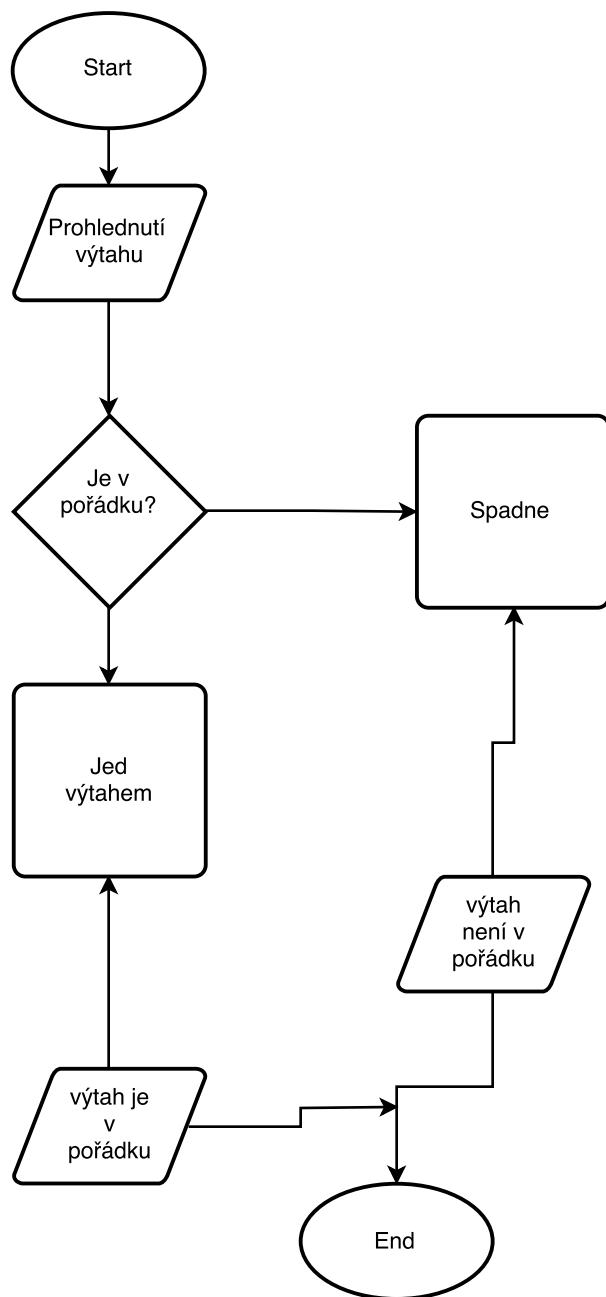 Start
Prohlednutí
výtahu
Je v
pořádku?
Spadne
Jed
výtahem
výtah
není v
pořádku
výtah je
v
pořádku
End